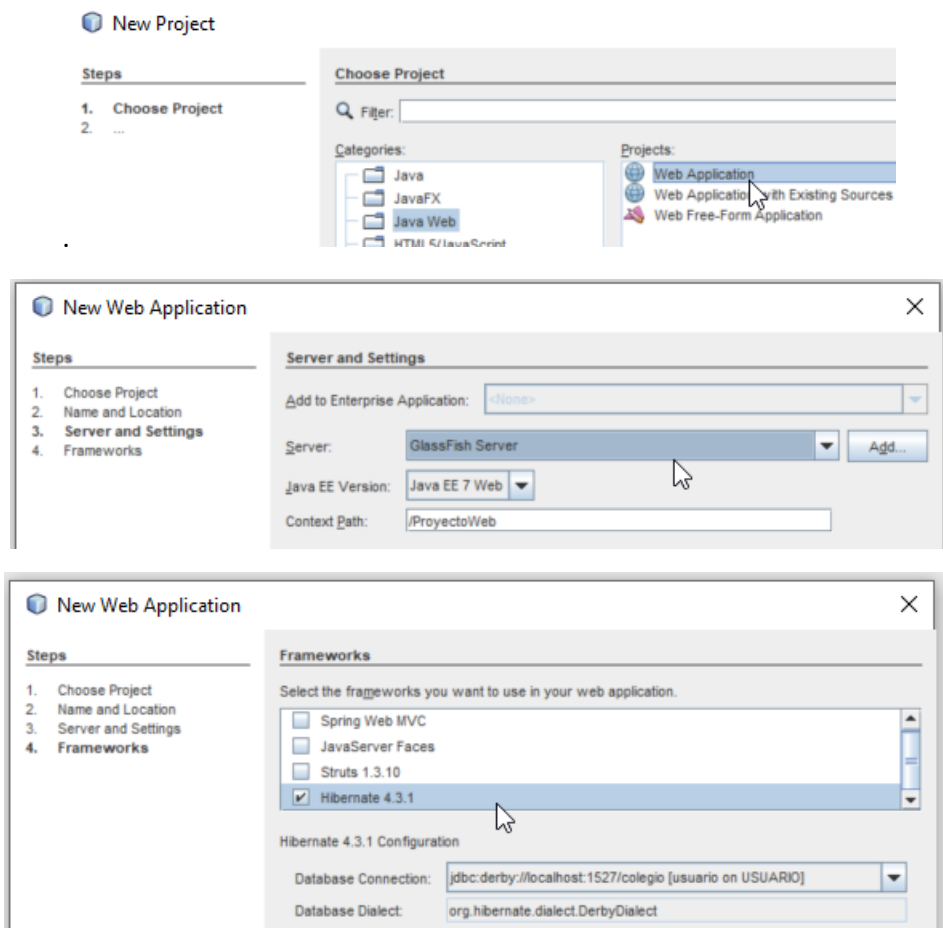 New Project
Steps
1. Choose Project
2. ...
Choose Project
Filter:
Categories:
Java
JavaFX
Java Web
HTML5/JavaScript
Projects:
Web Application
Web Application with Existing Sources
Web Free-Form Application
.
New Web Application
Steps
1. Choose Project
2. Name and Location
3. Server and Settings
4. Frameworks
Server and Settings
Add to Enterprise Application: <None>
Server: GlassFish Server Add...
Java EE Version: Java EE 7 Web
Context Path: /ProyectoWeb
New Web Application
Steps
1. Choose Project
2. Name and Location
3. Server and Settings
4. Frameworks
Frameworks
Select the frameworks you want to use in your web application.
Spring Web MVC
JavaServer Faces
Struts 1.3.10
Hibernate 4.3.1
Hibernate 4.3.1 Configuration
Database Connection: jdbc:derby://localhost:1527/colegio [usuario on USUARIO]
Database Dialect: org.hibernate.dialect.DerbyDialect